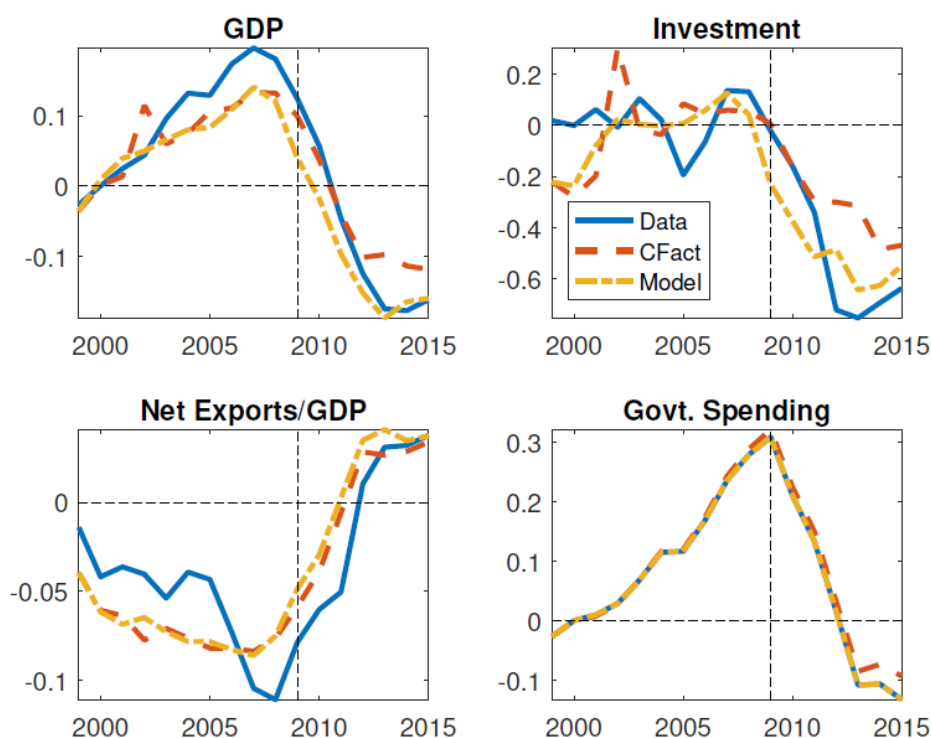 GDP
0.1
0
-0.1
2000 2005 2010 2015
Investment
0.2
0
-0.2
-0.4
-0.6
Data
CFact
Model
2000 2005 2010 2015
Net Exports/GDP
0
-0.05
-0.1
2000 2005 2010 2015
Govt. Spending
0.3
0.2
0.1
0
-0.1
2000 2005 2010 2015